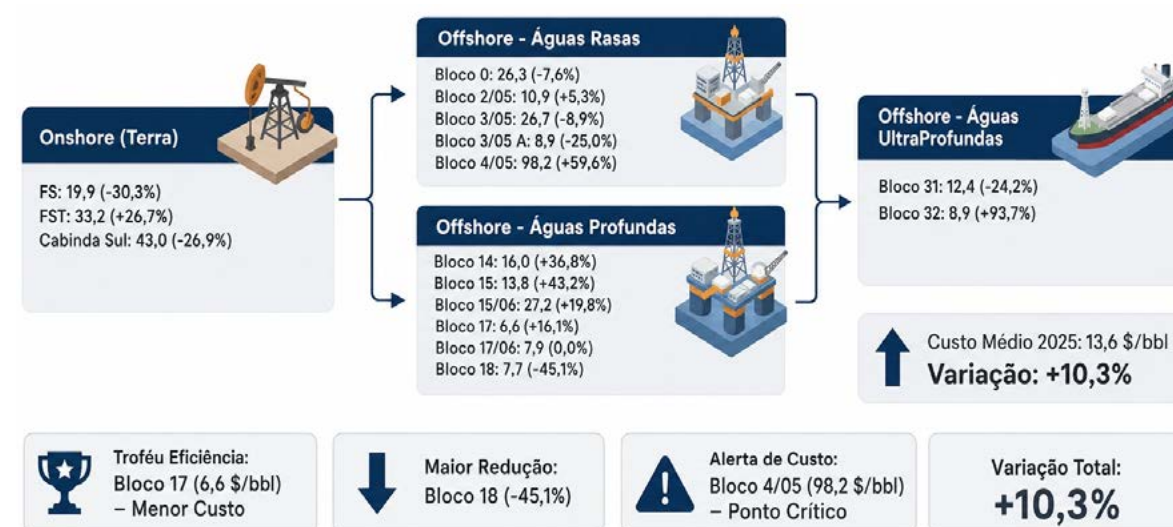 Onshore (Terra)
FS: 19,9 (-30,3%)
FST: 33,2 (+26,7%)
Cabinda Sul: 43,0 (-26,9%)
Offshore - Águas Rasas
Bloco 0: 26,3 (-7,6%)
Bloco 2/05: 10,9 (+5,3%)
Bloco 3/05: 26,7 (-8,9%)
Bloco 3/05 A: 8,9 (-25,0%)
Bloco 4/05: 98,2 (+59,6%)
Offshore - Águas Profundas
Bloco 14: 16,0 (+36,8%)
Bloco 15: 13,8 (+43,2%)
Bloco 15/06: 27,2 (+19,8%)
Bloco 17: 6,6 (+16,1%)
Bloco 17/06: 7,9 (0,0%)
Bloco 18: 7,7 (-45,1%)
Offshore - Águas
UltraProfundas
Bloco 31: 12,4 (-24,2%)
Bloco 32: 8,9 (+93,7%)
Custo Médio 2025: 13,6 $/bbl
Variação: +10,3%
Troféu Eficiência:
Bloco 17 (6,6 $/bbl)
– Menor Custo
Maior Redução:
Bloco 18 (-45,1%)
Alerta de Custo:
Bloco 4/05 (98,2 $/bbl)
– Ponto Crítico
Variação Total:
+10,3%